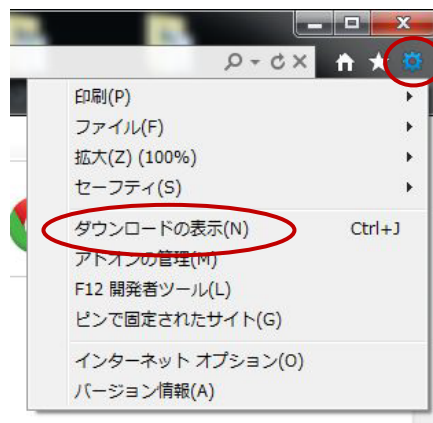 印刷(P)
ファイル(F)
拡大(Z) (100%)
セーフティ(S)
ダウンロードの表示(N) Ctrl+J
アドオンの管理(M)
F12 開発者ツール(L)
ピンで固定されたサイト(G)
インターネット オプション(O)
バージョン情報(A)